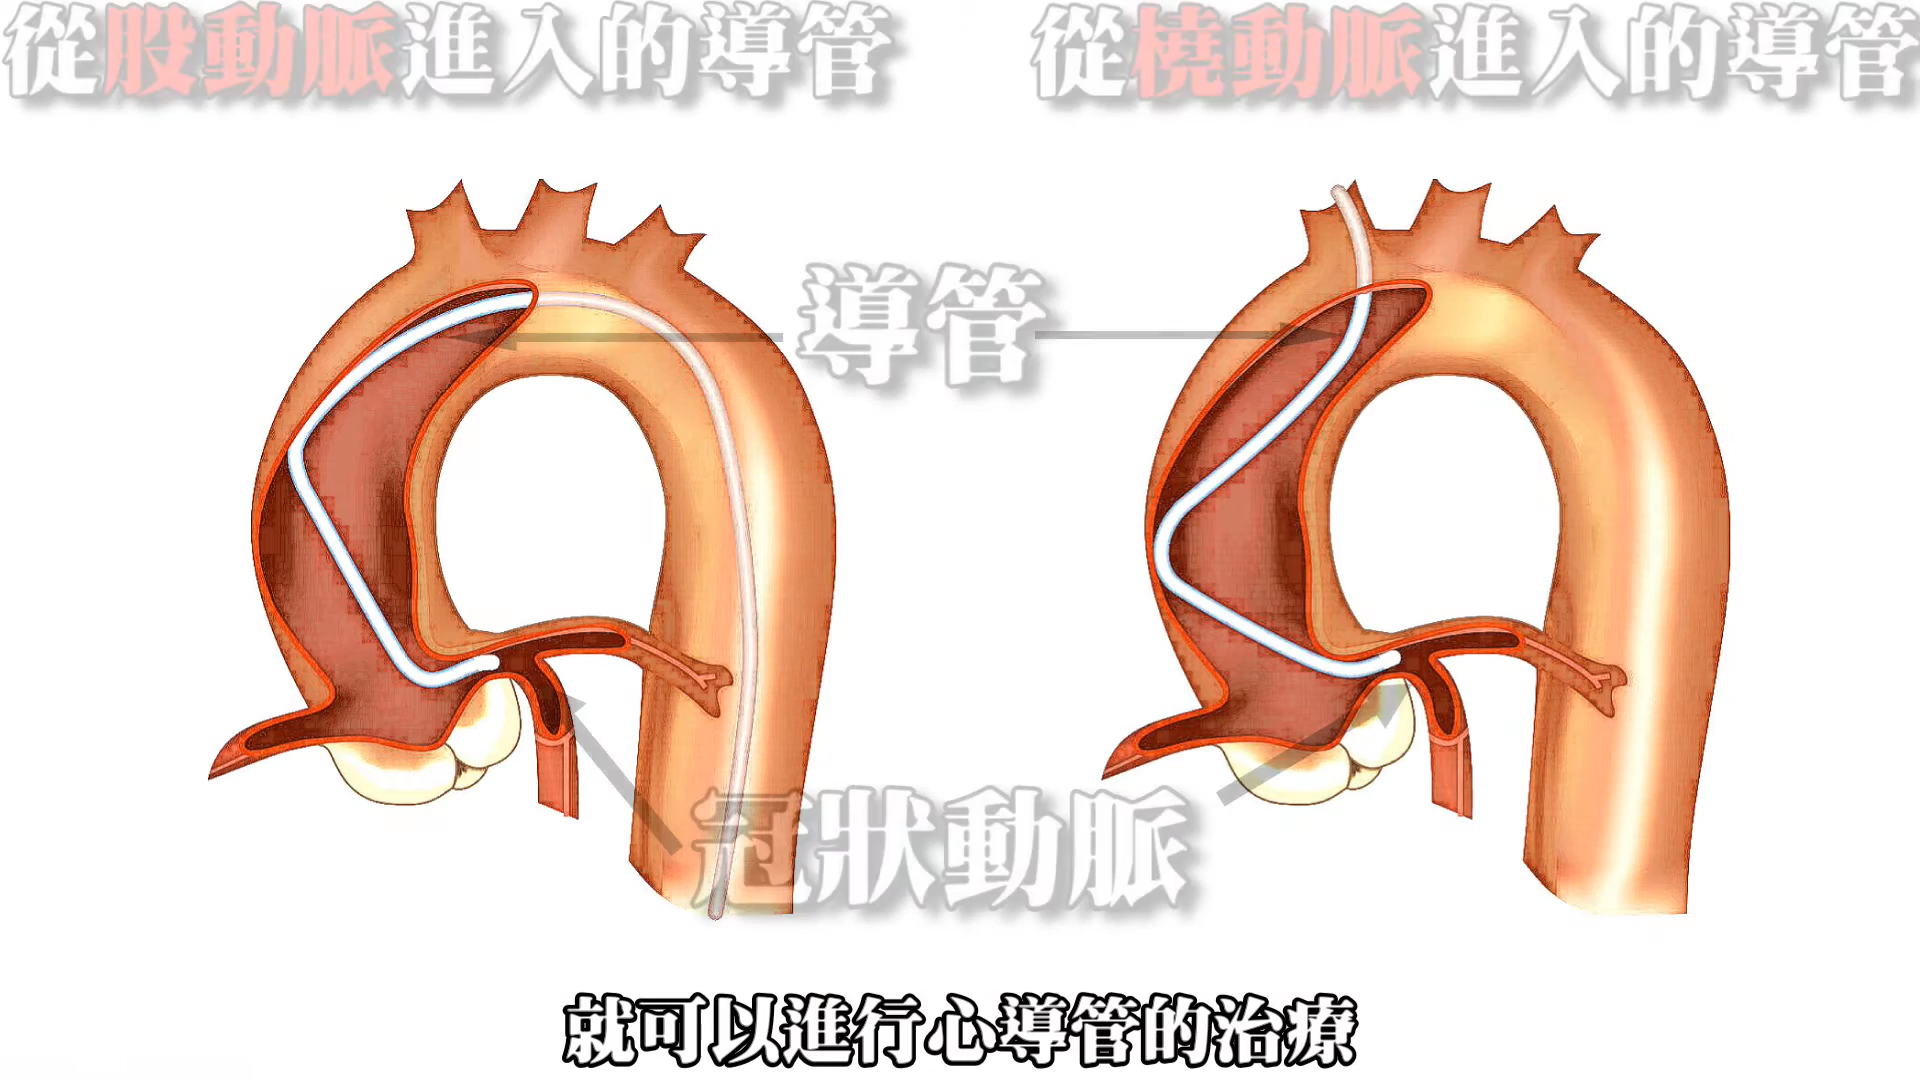 從股動脈進入的導管
從橈動脈進入的導管
導管
冠狀動脈
就可以進行心導管的治療